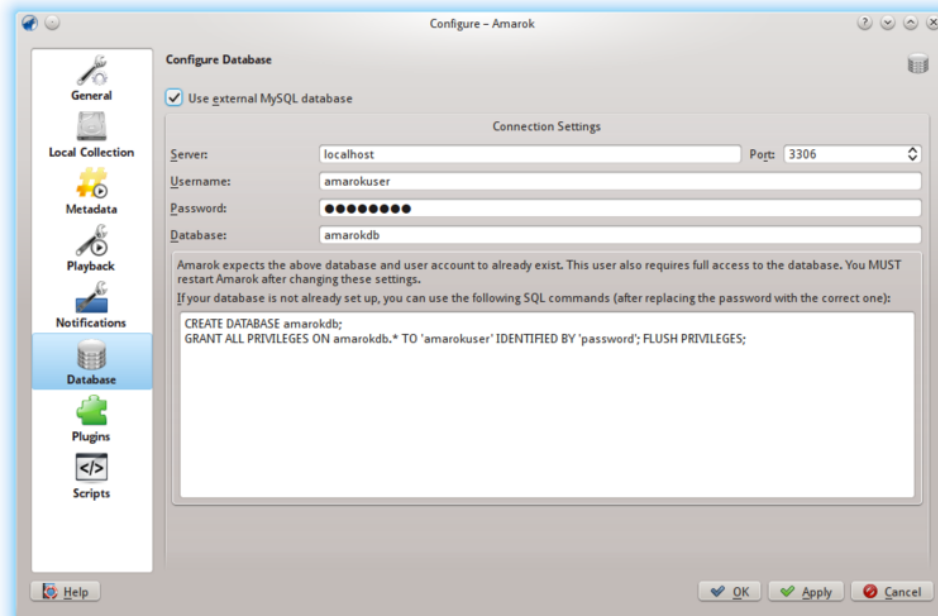 Configure – Amarok
General
Local Collection
Metadata
Playback
Notifications
Database
Plugins
Scripts
Configure Database
Use external MySQL database
Connection Settings
Server: localhost Port: 3306
Username: amarokuser
Password: ●●●●●●●●
Database: amarokdb
Amarok expects the above database and user account to already exist. This user also requires full access to the database. You MUST
restart Amarok after changing these settings.
If your database is not already set up, you can use the following SQL commands (after replacing the password with the correct one):
CREATE DATABASE amarokdb;
GRANT ALL PRIVILEGES ON amarokdb.* TO 'amarokuser' IDENTIFIED BY 'password'; FLUSH PRIVILEGES;
Help
OK
Apply
Cancel